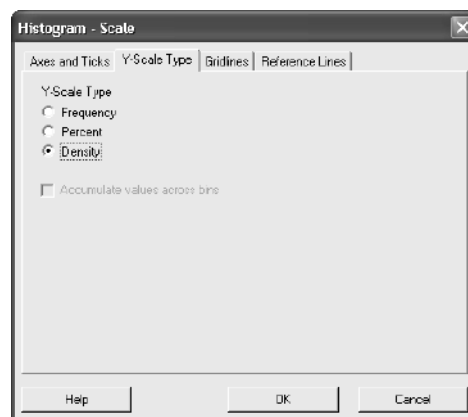 Histogram - Scale
Axes and Ticks Y-Scale Type Gridlines Reference Lines
Y-Scale Type
Frequency
Percent
Density
Accumulate values across bins
Help OK Cancel